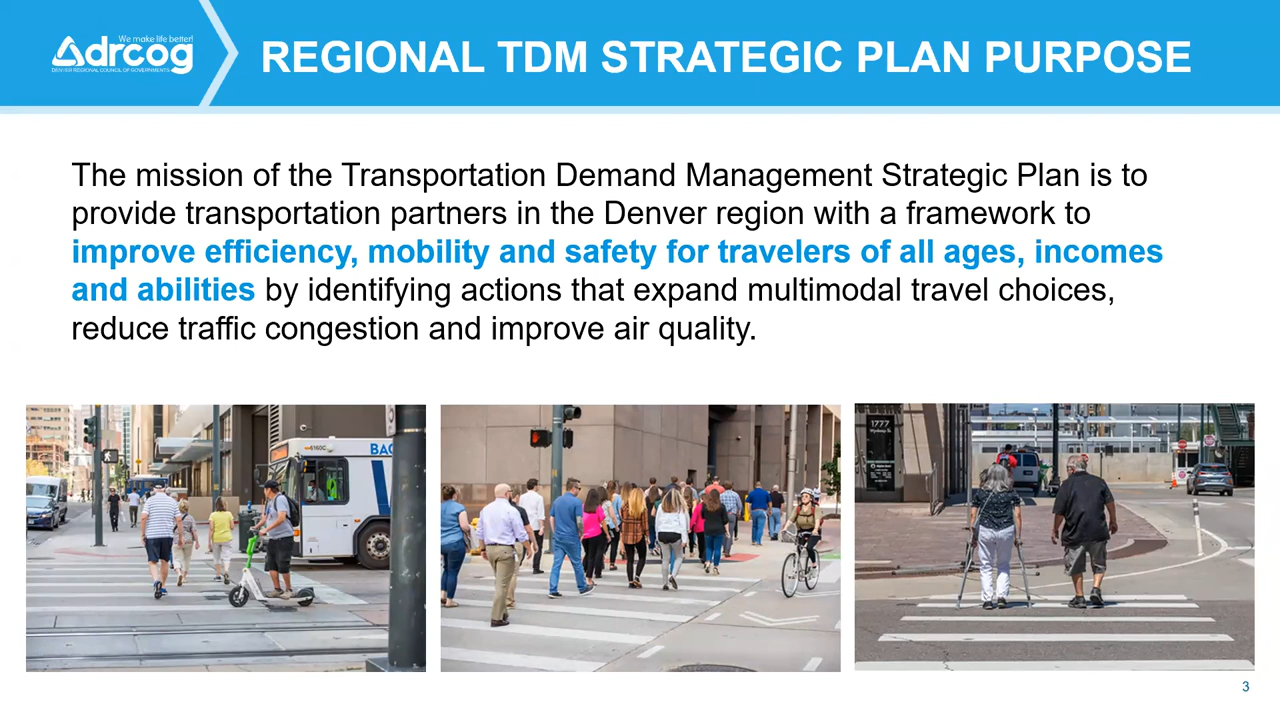 We make life better!
drcog
DENVER REGIONAL COUNCIL OF GOVERNMENTS
REGIONAL TDM STRATEGIC PLAN PURPOSE
The mission of the Transportation Demand Management Strategic Plan is to
provide transportation partners in the Denver region with a framework to
improve efficiency, mobility and safety for travelers of all ages, incomes
and abilities by identifying actions that expand multimodal travel choices,
reduce traffic congestion and improve air quality.
6160C
BAC
1777
3